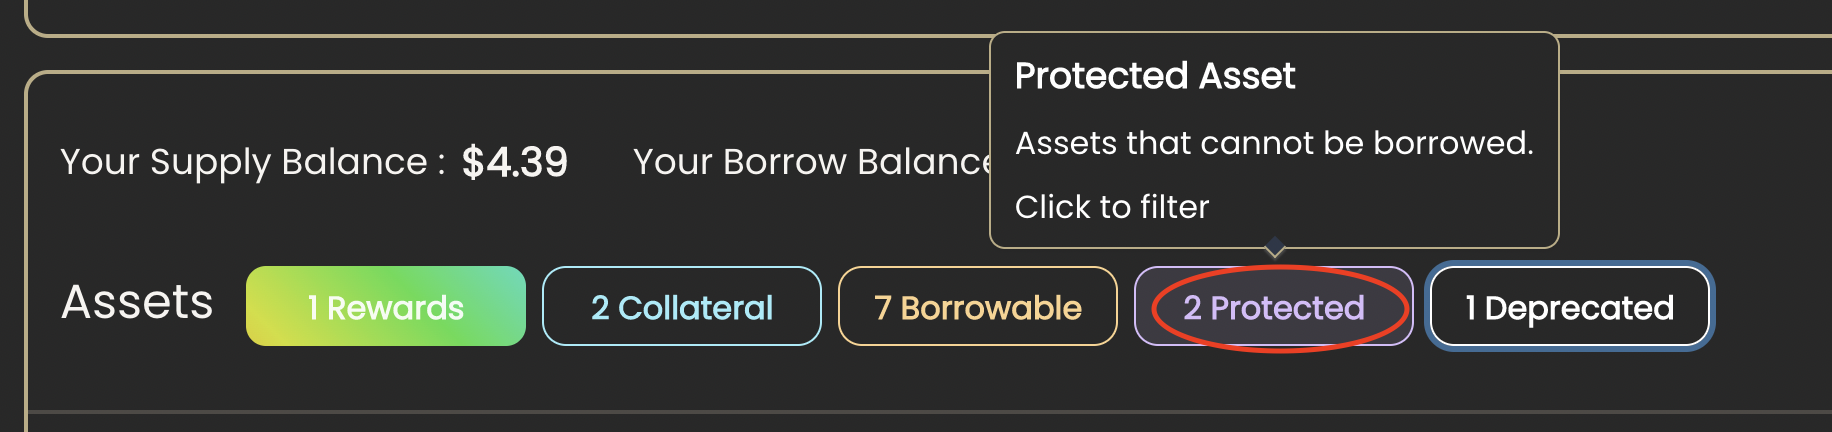 Protected Asset
Assets that cannot be borrowed.
Click to filter
Your Supply Balance : $4.39
Your Borrow Balance
Assets
1 Rewards
2 Collateral
7 Borrowable
2 Protected
1 Deprecated